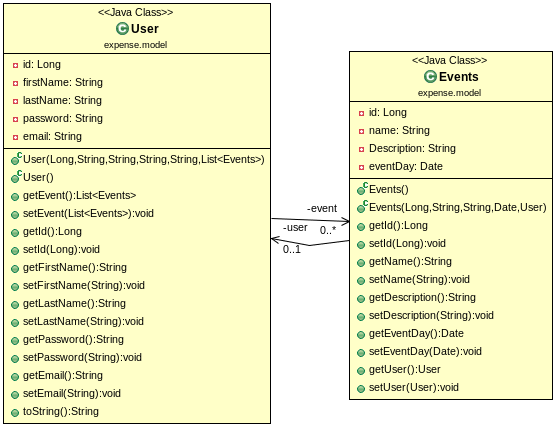 <<Java Class>>
User
expense.model
id: Long
firstName: String
lastName: String
password: String
email: String
User(Long,String,String,String,String,List<Events>)
User()
getEvent():List<Events>
setEvent(List<Events>):void
getId():Long
setId(Long):void
getFirstName():String
setFirstName(String):void
getLastName():String
setLastName(String):void
getPassword():String
setPassword(String):void
getEmail():String
setEmail(String):void
toString():String
-event
0..*
-user
0..1
<<Java Class>>
Events
expense.model
id: Long
name: String
Description: String
eventDay: Date
Events()
Events(Long,String,String,Date,User)
getId():Long
setId(Long):void
getName():String
setName(String):void
getDescription():String
setDescription(String):void
getEventDay():Date
setEventDay(Date):void
getUser():User
setUser(User):void